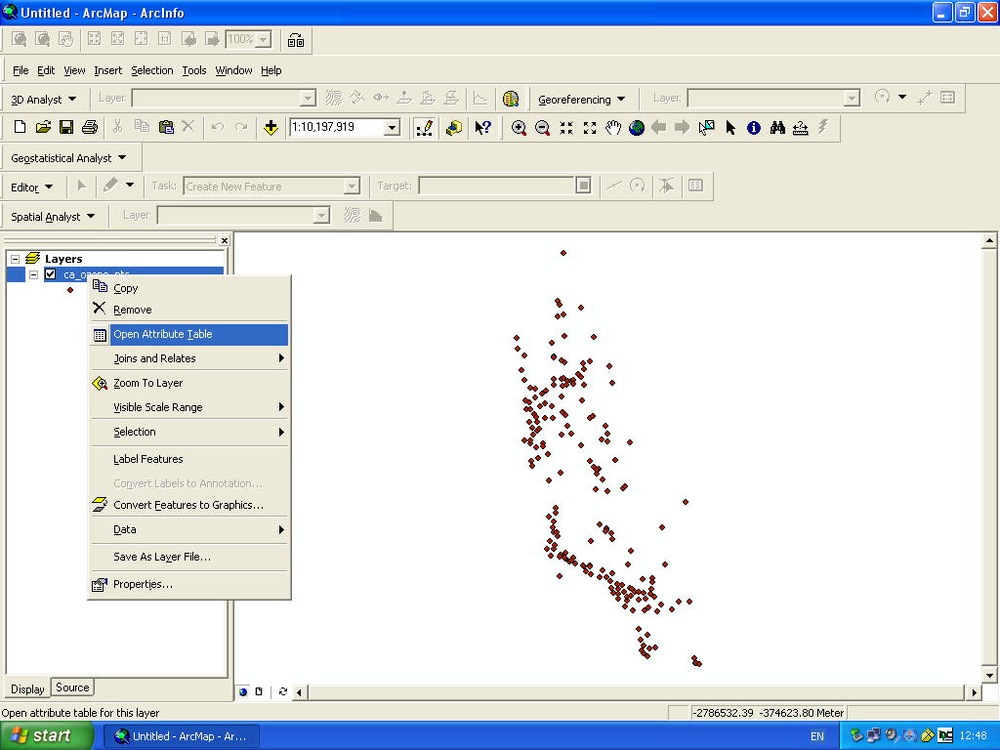 Untitled - ArcMap - ArcInfo
100%
File Edit View Insert Selection Tools Window Help
3D Analyst Layer: Georeferencing Layer:
1:10,197,919
Geostatistical Analyst
Editor Task: Create New Feature Target:
Spatial Analyst Layer:
Layers
Copy
Remove
Open Attribute Table
Joins and Relates
Zoom To Layer
Visible Scale Range
Selection
Label Features
Convert Labels to Annotation...
Convert Features to Graphics...
Data
Save As Layer File...
Properties...
Display Source
Open attribute table for this layer -2786532.39 -374623.80 Meter
start Untitled - ArcMap - Ar... EN 12:48